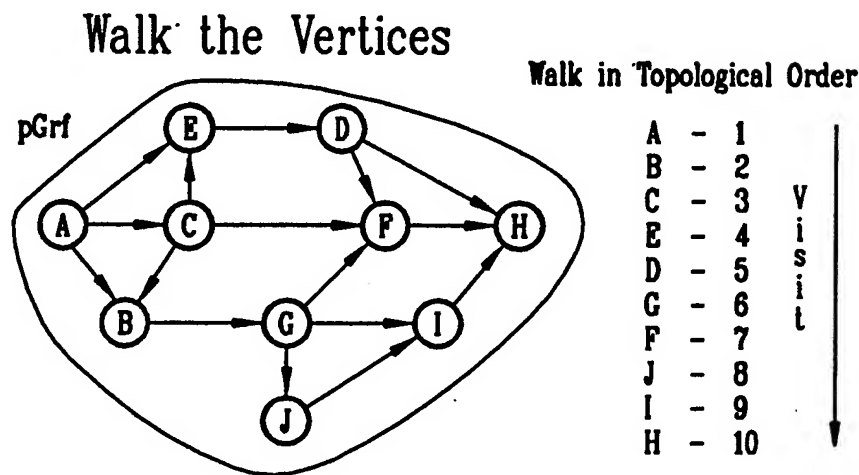 Walk the Vertices
Walk in Topological Order
pGrf
E
D
A
C
F
H
B
G
I
J
A - 1
B - 2
C - 3
E - 4
D - 5
G - 6
F - 7
J - 8
I - 9
H - 10
Visit